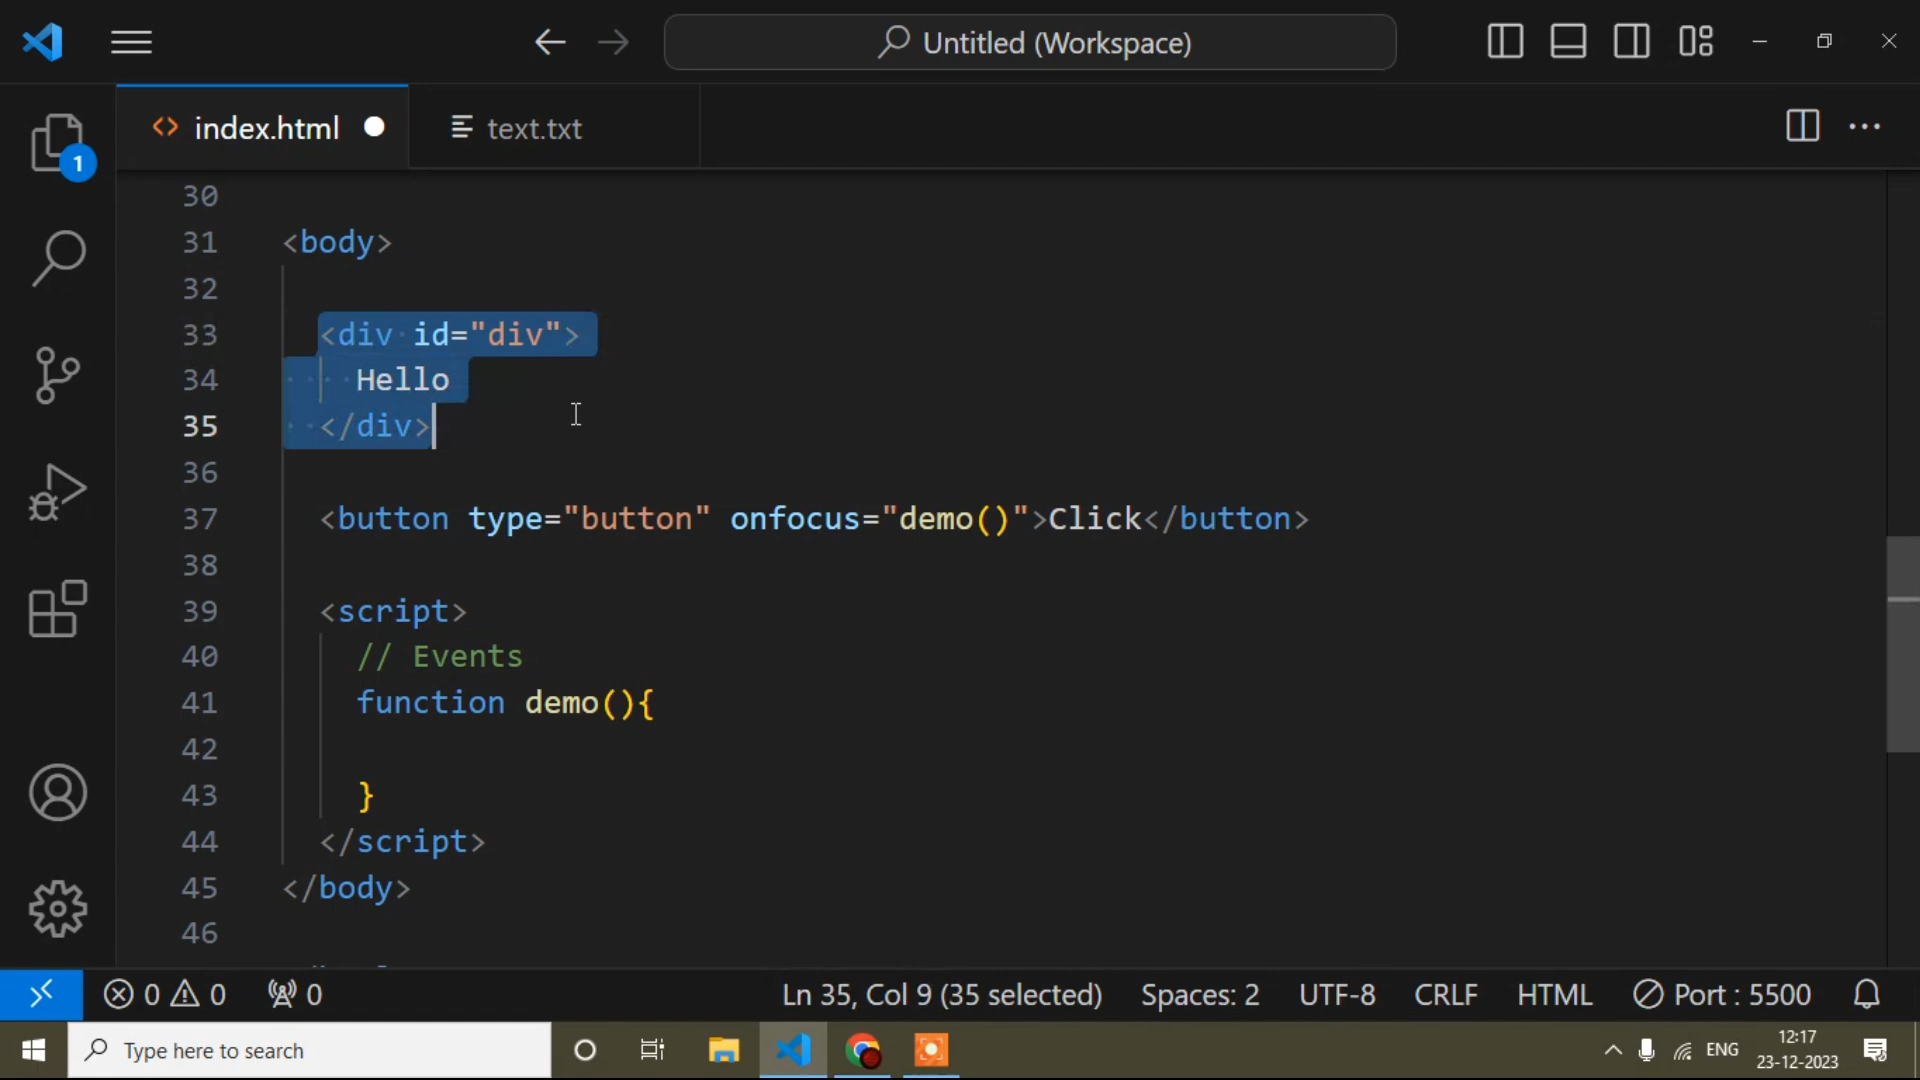 Untitled (Workspace)
index.html
text.txt
1
30
31 <body>
32
33 <div id="div">
34 Hello
35 </div>
36
37 <button type="button" onfocus="demo()">Click</button>
38
39 <script>
40 // Events
41 function demo(){
42
43 }
44 </script>
45 </body>
46
0 0 0 Ln 35, Col 9 (35 selected) Spaces: 2 UTF-8 CRLF HTML Port : 5500
Type here to search
ENG
12:17
23-12-2023